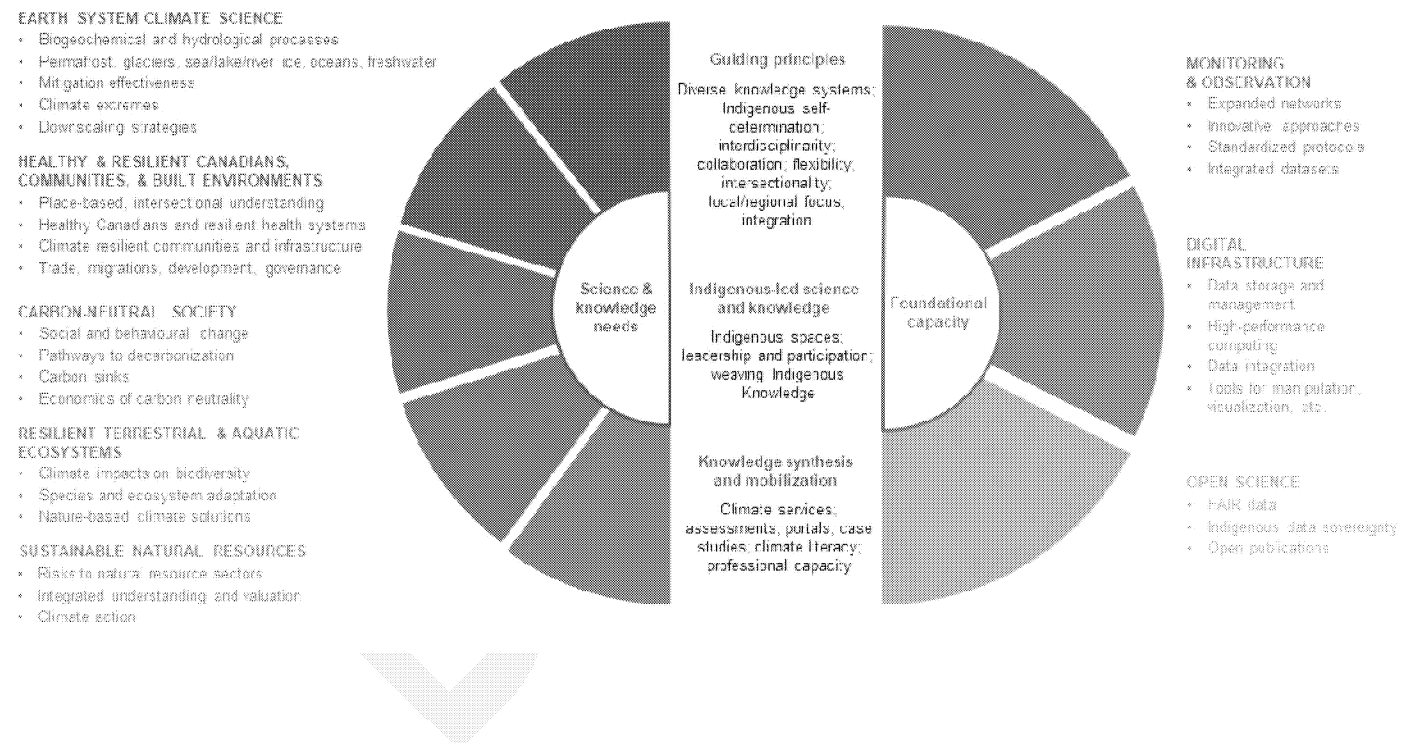 EARTH SYSTEM CLIMATE SCIENCE
• Biogeochemical and hydrological processes
• Permafrost, glaciers, sea/lake/river ice, oceans, freshwater
• Mitigation effectiveness
• Climate extremes
• Downscaling strategies
HEALTHY & RESILIENT CANADIANS,
COMMUNITIES, & BUILT ENVIRONMENTS
• Place-based, intersectional understanding
• Healthy Canadians and resilient health systems
• Climate resilient communities and infrastructure
• Trade, migrations, development, governance
CARBON-NEUTRAL SOCIETY
• Social and behavioural change
• Pathways to decarbonization
• Carbon sinks
• Economics of carbon neutrality
RESILIENT TERRESTRIAL & AQUATIC
ECOSYSTEMS
• Climate impacts on biodiversity
• Species and ecosystem adaptation
• Nature-based climate solutions
SUSTAINABLE NATURAL RESOURCES
• Risks to natural resource sectors
• Integrated understanding and valuation
• Climate action
Science &
knowledge
needs
Guiding principles
Diverse knowledge systems;
Indigenous self-
determination;
interdisciplinarity;
collaboration; flexibility;
intersectionality;
local/regional focus;
integration
Indigenous-led science
and knowledge
Indigenous spaces;
leadership and participation;
weaving Indigenous
Knowledge
Knowledge synthesis
and mobilization
Climate services;
assessments, portals, case
studies; climate literacy;
professional capacity
Foundational
capacity
MONITORING
& OBSERVATION
• Expanded networks
• Innovative approaches
• Standardized protocols
• Integrated datasets
DIGITAL
INFRASTRUCTURE
• Data storage and
management
• High-performance
computing
• Data integration
• Tools for manipulation,
visualization, etc.
OPEN SCIENCE
• FAIR data
• Indigenous data sovereignty
• Open publications